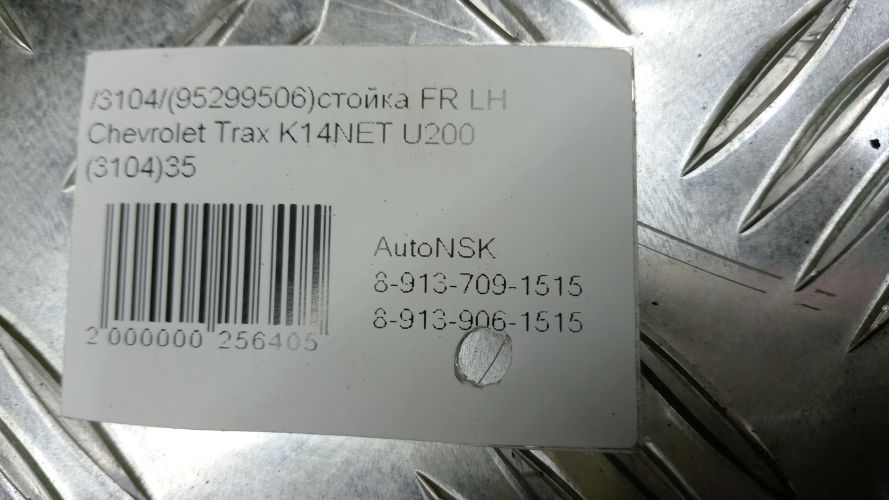 /3104/(95299506)стойка FR LH
Chevrolet Trax K14NET U200
(3104)35
AutoNSK
8-913-709-1515
8-913-906-1515
2 000000 256405